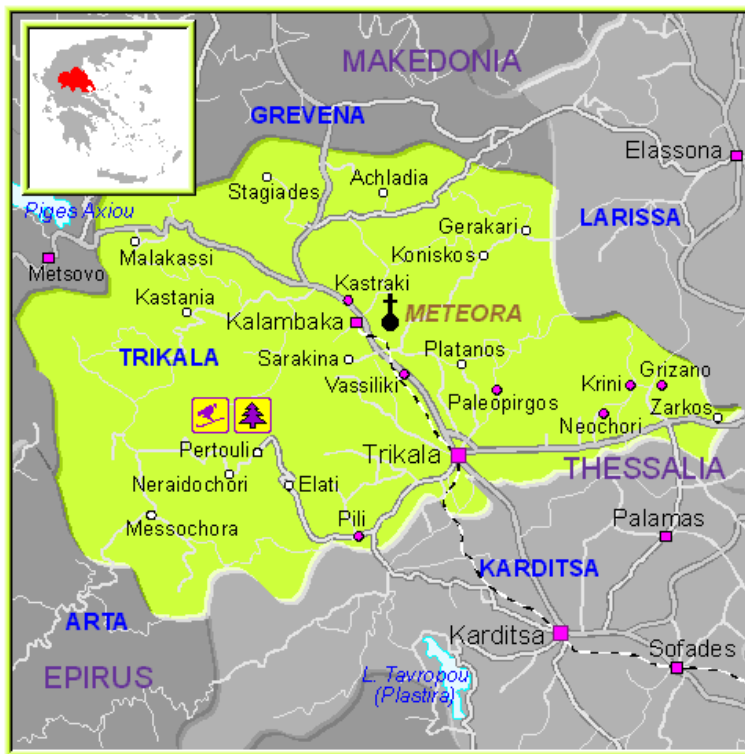 MAKEDONIA
GREVENA
Elassona
Achladia
Stagiades
Piges Axiou
LARISSA
Gerakari
Malakassi
Koniskos
Metsovo
Kastraki
Kastania
METEORA
Kalambaka
Platanos
TRIKALA
Sarakina
Krini
Grizano
Vassiliki
Paleopirgos
Zarkos
Neochori
Pertouli
Trikala
THESSALIA
Neraidochori
Elati
Messochora
Pili
Palamas
KARDITSA
ARTA
Karditsa
Sofades
EPIRUS
L. Tavropou
(Plastira)